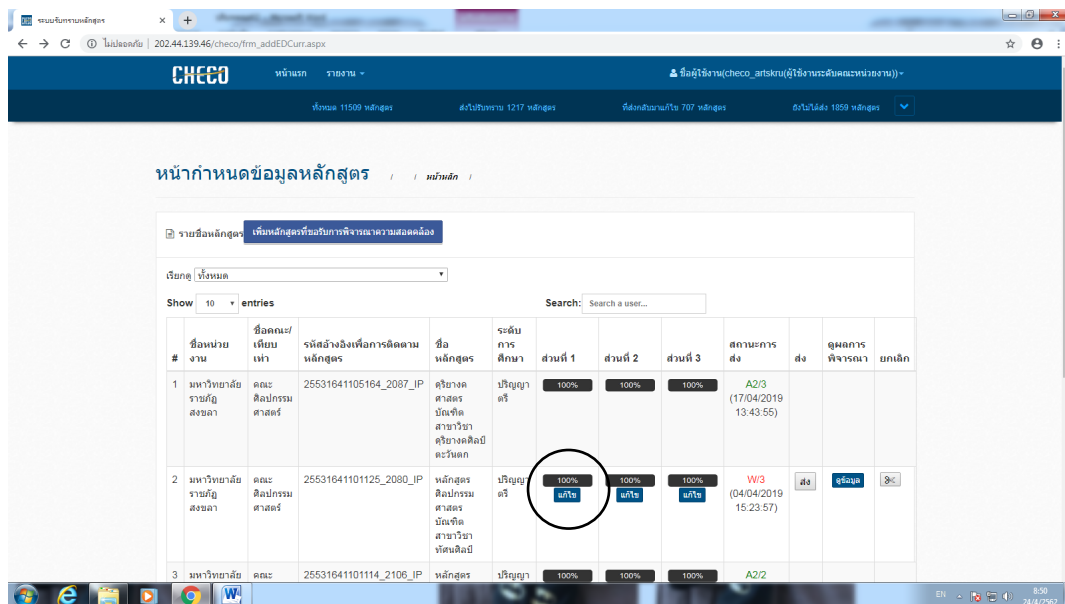 ระบบรับทราบหลักสูตร
ไม่ปลอดภัย | 202.44.139.46/checo/frm_addEDCurr.aspx
CHECO หน้าแรก รายงาน ชื่อผู้ใช้งาน(checo_artskru(ผู้ใช้งานระดับคณะหน่วยงาน))
ทั้งหมด 11509 หลักสูตร ส่งไปรับทราบ 1217 หลักสูตร ที่ส่งกลับมาแก้ไข 707 หลักสูตร ยังไม่ได้ส่ง 1859 หลักสูตร
หน้ากำหนดข้อมูลหลักสูตร / / หน้าหลัก /
รายชื่อหลักสูตร เพิ่มหลักสูตรที่ขอรับการพิจารณาความสอดคล้อง
เรียกดู ทั้งหมด
Show 10 entries Search: Search a user...
# ชื่อหน่วยงาน ชื่อคณะ/เทียบเท่า รหัสอ้างอิงเพื่อการติดตามหลักสูตร ชื่อหลักสูตร ระดับการศึกษา ส่วนที่ 1 ส่วนที่ 2 ส่วนที่ 3 สถานะการส่ง ส่ง ดูผลการพิจารณา ยกเลิก
1 มหาวิทยาลัยราชภัฏสงขลา คณะศิลปกรรมศาสตร์ 25531641105164_2087_IP ดุริยางคศาสตรบัณฑิต สาขาวิชาดุริยางคศิลป์ตะวันตก ปริญญาตรี 100% 100% 100% A2/3 (17/04/2019 13:43:55)
2 มหาวิทยาลัยราชภัฏสงขลา คณะศิลปกรรมศาสตร์ 25531641101125_2080_IP หลักสูตรศิลปกรรมศาสตรบัณฑิต สาขาวิชาทัศนศิลป์ ปริญญาตรี 100% แก้ไข 100% แก้ไข 100% แก้ไข W/3 (04/04/2019 15:23:57) ส่ง ดูข้อมูล
3 มหาวิทยาลัย คณะ 25531641101114_2106_IP หลักสูตร ปริญญา 100% 100% 100% A2/2
EN 8:50
24/4/2562